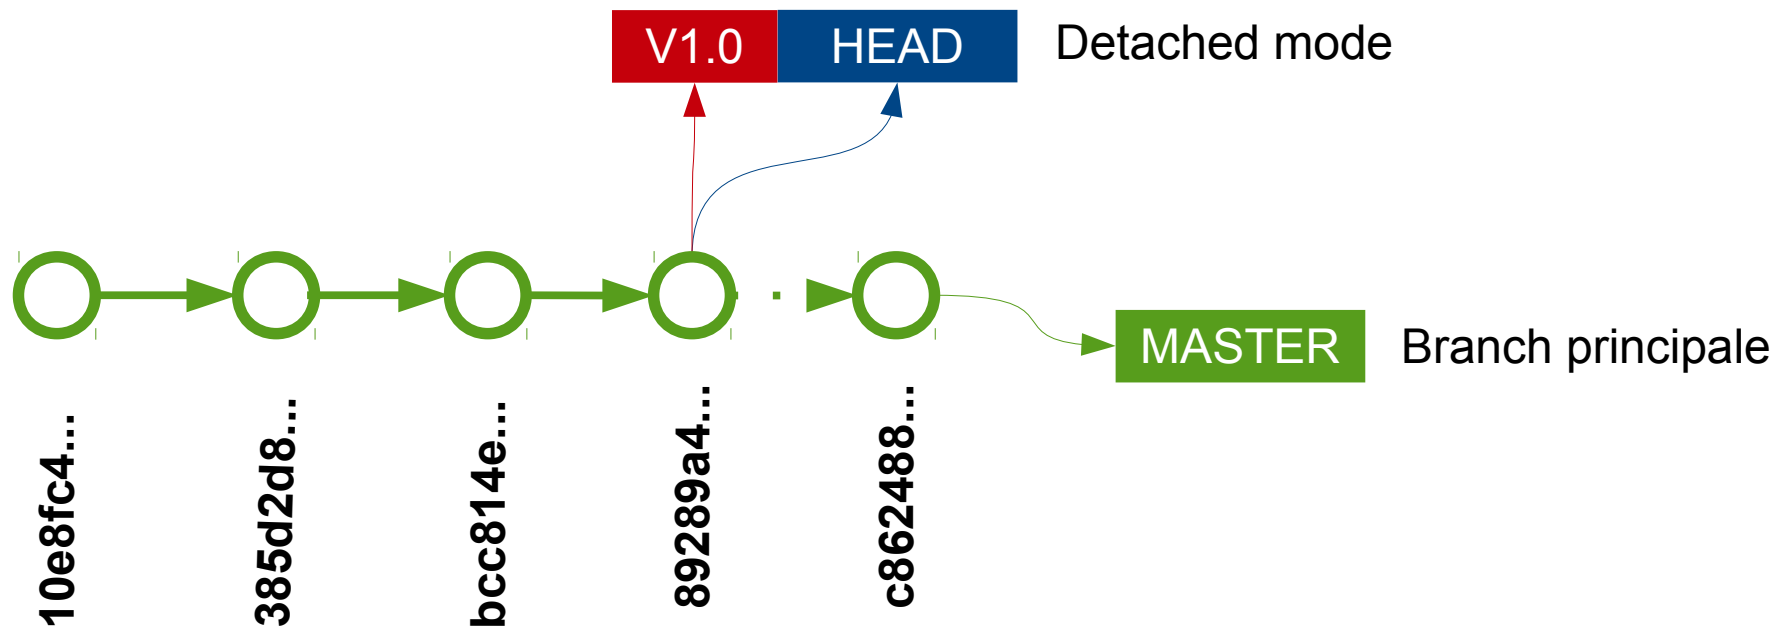 V1.0
HEAD
Detached mode
MASTER
Branch principale
10e8fc4...
385d2d8...
bcc814e...
89289a4...
c862488...